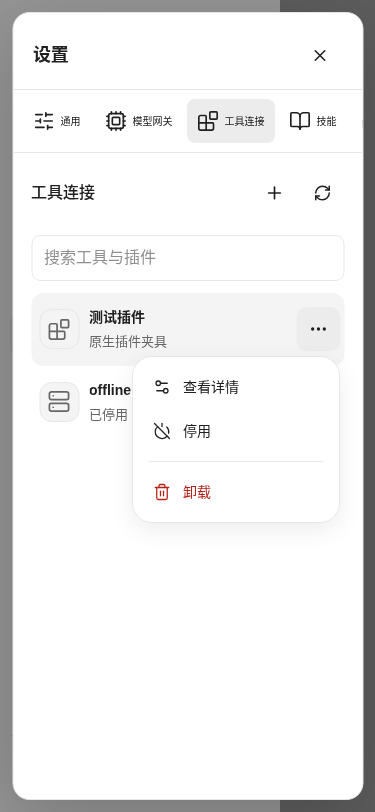 设置
通用
模型网关
工具连接
技能
工具连接
搜索工具与插件
测试插件
原生插件夹具
offline
已停用
查看详情
停用
卸载